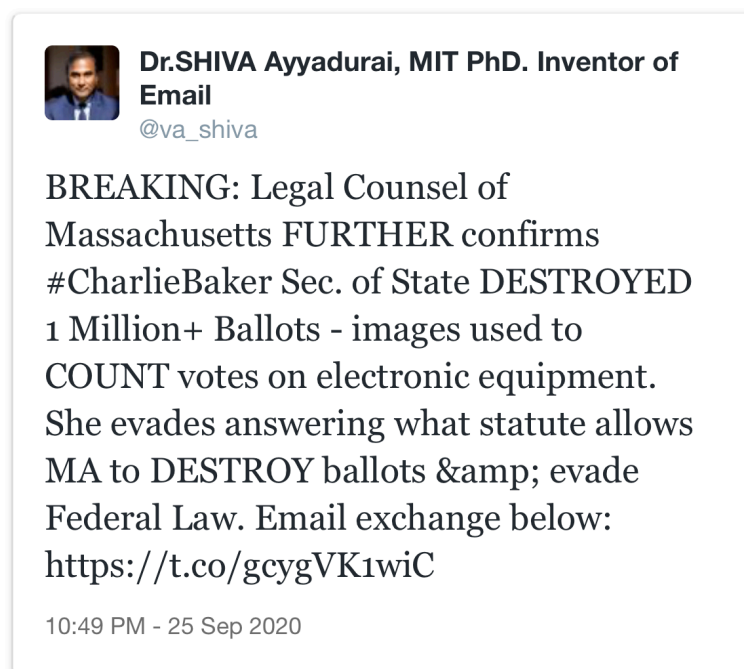 Dr.SHIVA Ayyadurai, MIT PhD. Inventor of
Email
@va_shiva
BREAKING: Legal Counsel of
Massachusetts FURTHER confirms
#CharlieBaker Sec. of State DESTROYED
1 Million+ Ballots - images used to
COUNT votes on electronic equipment.
She evades answering what statute allows
MA to DESTROY ballots &amp; evade
Federal Law. Email exchange below:
https://t.co/gcygVK1wiC
10:49 PM - 25 Sep 2020